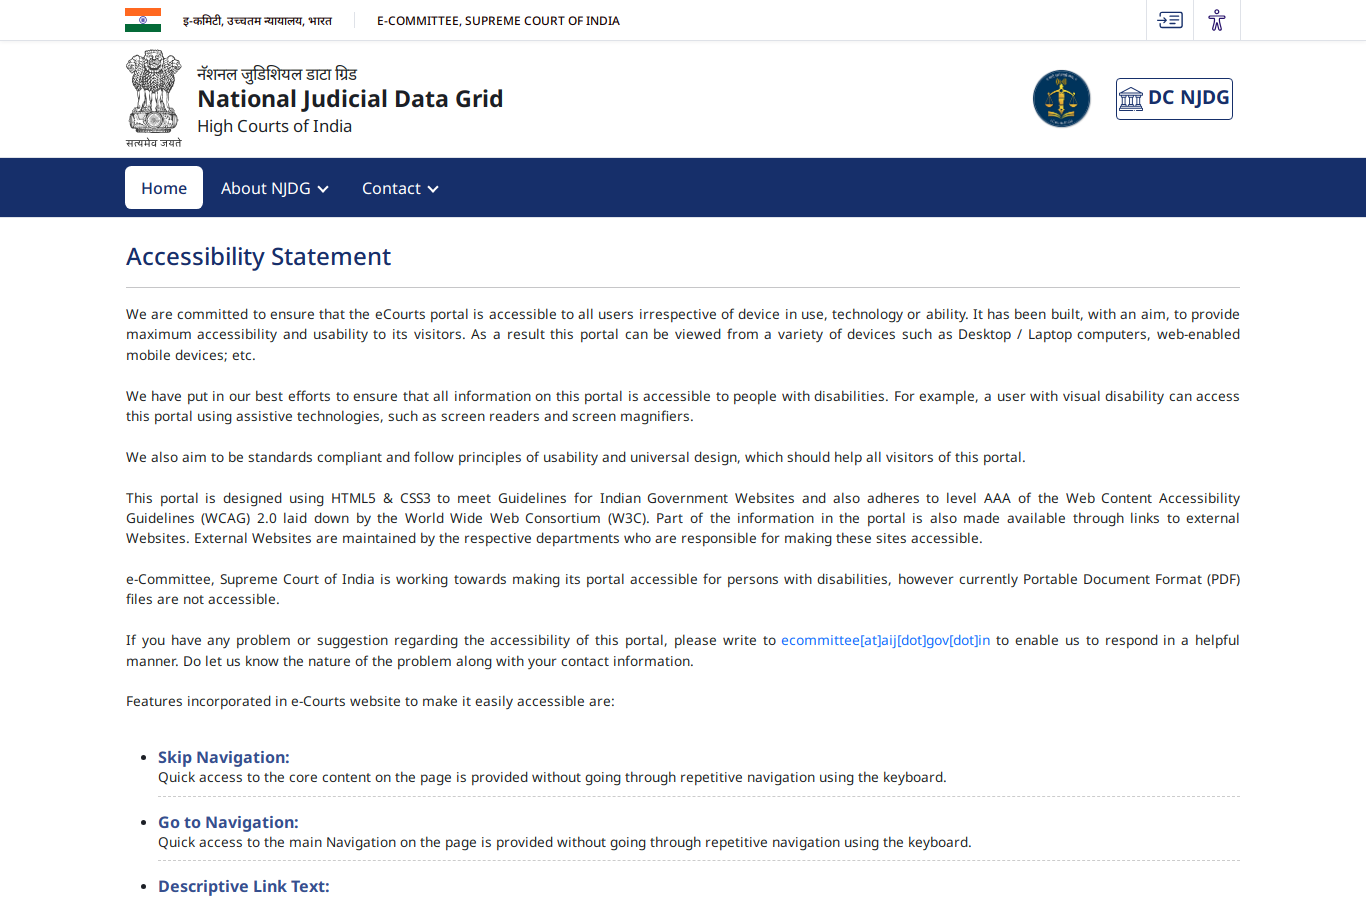 इ-कमिटी, उच्चतम न्यायालय, भारत
E-COMMITTEE, SUPREME COURT OF INDIA
नॅशनल जुडिशियल डाटा ग्रिड
National Judicial Data Grid
High Courts of India
सत्यमेव जयते
DC NJDG
Home
About NJDG
Contact
Accessibility Statement
We are committed to ensure that the eCourts portal is accessible to all users irrespective of device in use, technology or ability. It has been built, with an aim, to provide
maximum accessibility and usability to its visitors. As a result this portal can be viewed from a variety of devices such as Desktop / Laptop computers, web-enabled
mobile devices; etc.
We have put in our best efforts to ensure that all information on this portal is accessible to people with disabilities. For example, a user with visual disability can access
this portal using assistive technologies, such as screen readers and screen magnifiers.
We also aim to be standards compliant and follow principles of usability and universal design, which should help all visitors of this portal.
This portal is designed using HTML5 & CSS3 to meet Guidelines for Indian Government Websites and also adheres to level AAA of the Web Content Accessibility
Guidelines (WCAG) 2.0 laid down by the World Wide Web Consortium (W3C). Part of the information in the portal is also made available through links to external
Websites. External Websites are maintained by the respective departments who are responsible for making these sites accessible.
e-Committee, Supreme Court of India is working towards making its portal accessible for persons with disabilities, however currently Portable Document Format (PDF)
files are not accessible.
If you have any problem or suggestion regarding the accessibility of this portal, please write to ecommittee[at]aij[dot]gov[dot]in to enable us to respond in a helpful
manner. Do let us know the nature of the problem along with your contact information.
Features incorporated in e-Courts website to make it easily accessible are:
• Skip Navigation:
Quick access to the core content on the page is provided without going through repetitive navigation using the keyboard.
• Go to Navigation:
Quick access to the main Navigation on the page is provided without going through repetitive navigation using the keyboard.
• Descriptive Link Text: